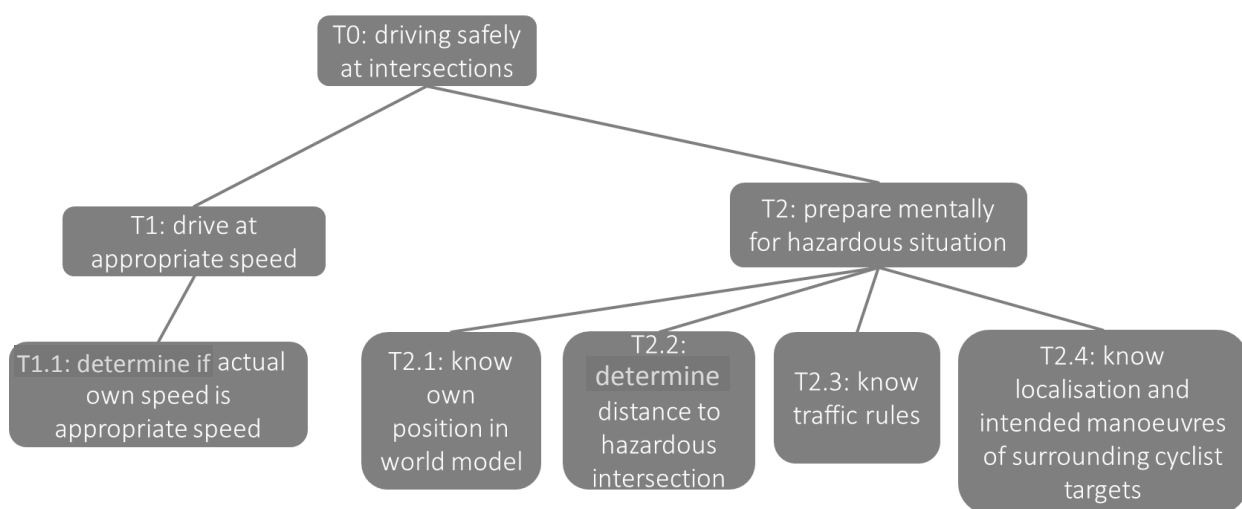 T0: driving safely
at intersections
T1: drive at
appropriate speed
T2: prepare mentally
for hazardous situation
T1.1: determine if actual
own speed is
appropriate speed
T2.1: know
own
position in
world model
T2.2:
determine
distance to
hazardous
intersection
T2.3: know
traffic rules
T2.4: know
localisation and
intended manoeuvres
of surrounding cyclist
targets